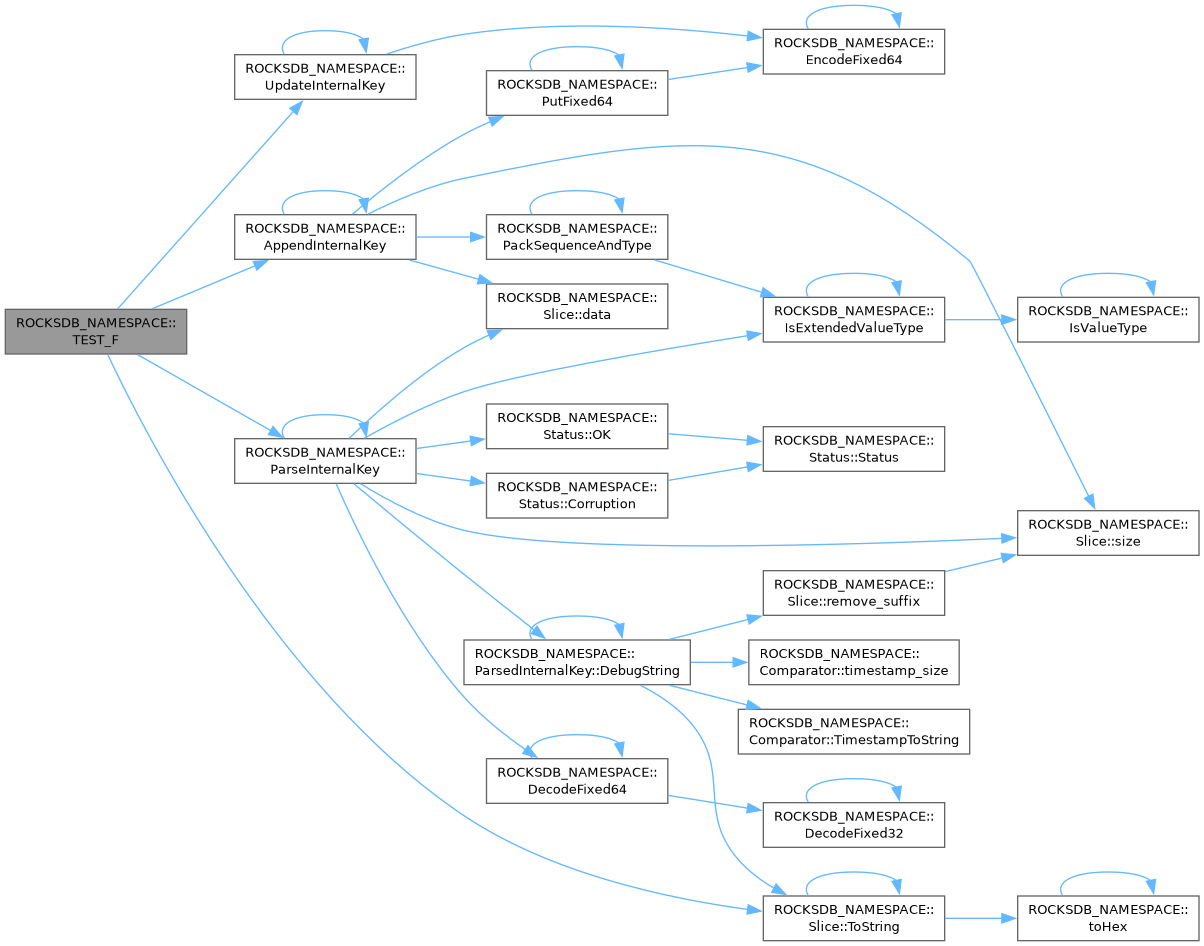 ROCKSDB_NAMESPACE::
TEST_F
ROCKSDB_NAMESPACE::
UpdateInternalKey
ROCKSDB_NAMESPACE::
AppendInternalKey
ROCKSDB_NAMESPACE::
ParseInternalKey
ROCKSDB_NAMESPACE::
PutFixed64
ROCKSDB_NAMESPACE::
PackSequenceAndType
ROCKSDB_NAMESPACE::
Slice::data
ROCKSDB_NAMESPACE::
Status::OK
ROCKSDB_NAMESPACE::
Status::Corruption
ROCKSDB_NAMESPACE::
ParsedInternalKey::DebugString
ROCKSDB_NAMESPACE::
DecodeFixed64
ROCKSDB_NAMESPACE::
EncodeFixed64
ROCKSDB_NAMESPACE::
IsExtendedValueType
ROCKSDB_NAMESPACE::
Status::Status
ROCKSDB_NAMESPACE::
Slice::remove_suffix
ROCKSDB_NAMESPACE::
Comparator::timestamp_size
ROCKSDB_NAMESPACE::
Comparator::TimestampToString
ROCKSDB_NAMESPACE::
DecodeFixed32
ROCKSDB_NAMESPACE::
Slice::ToString
ROCKSDB_NAMESPACE::
IsValueType
ROCKSDB_NAMESPACE::
Slice::size
ROCKSDB_NAMESPACE::
toHex